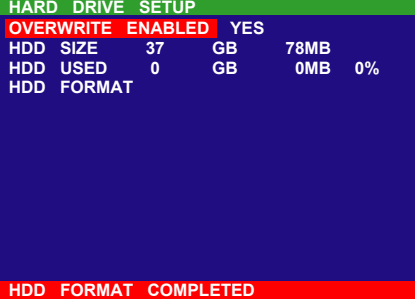 HARD DRIVE SETUP
OVERWRITE ENABLED YES
HDD SIZE 37 GB 78MB
HDD USED 0 GB 0MB 0%
HDD FORMAT
HDD FORMAT COMPLETED